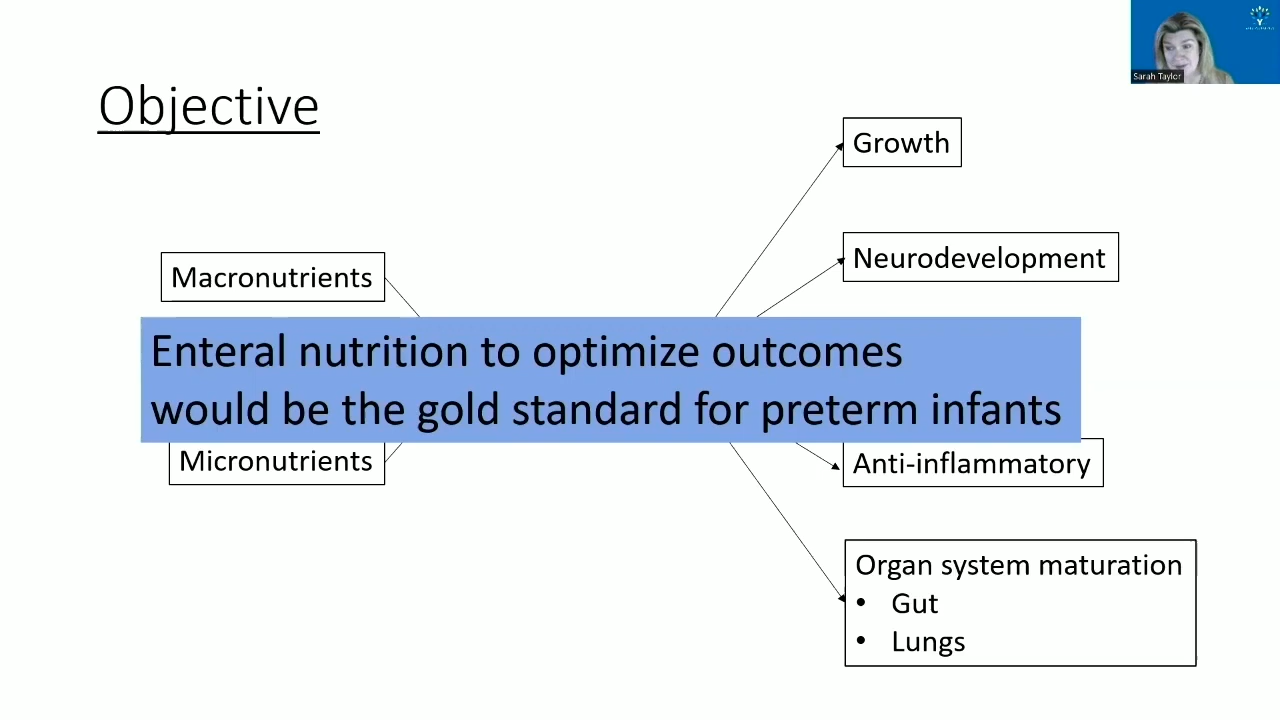 Objective
Sarah Taylor
Growth
Neurodevelopment
Macronutrients
Enteral nutrition to optimize outcomes
would be the gold standard for preterm infants
Micronutrients
Anti-inflammatory
Organ system maturation
• Gut
• Lungs